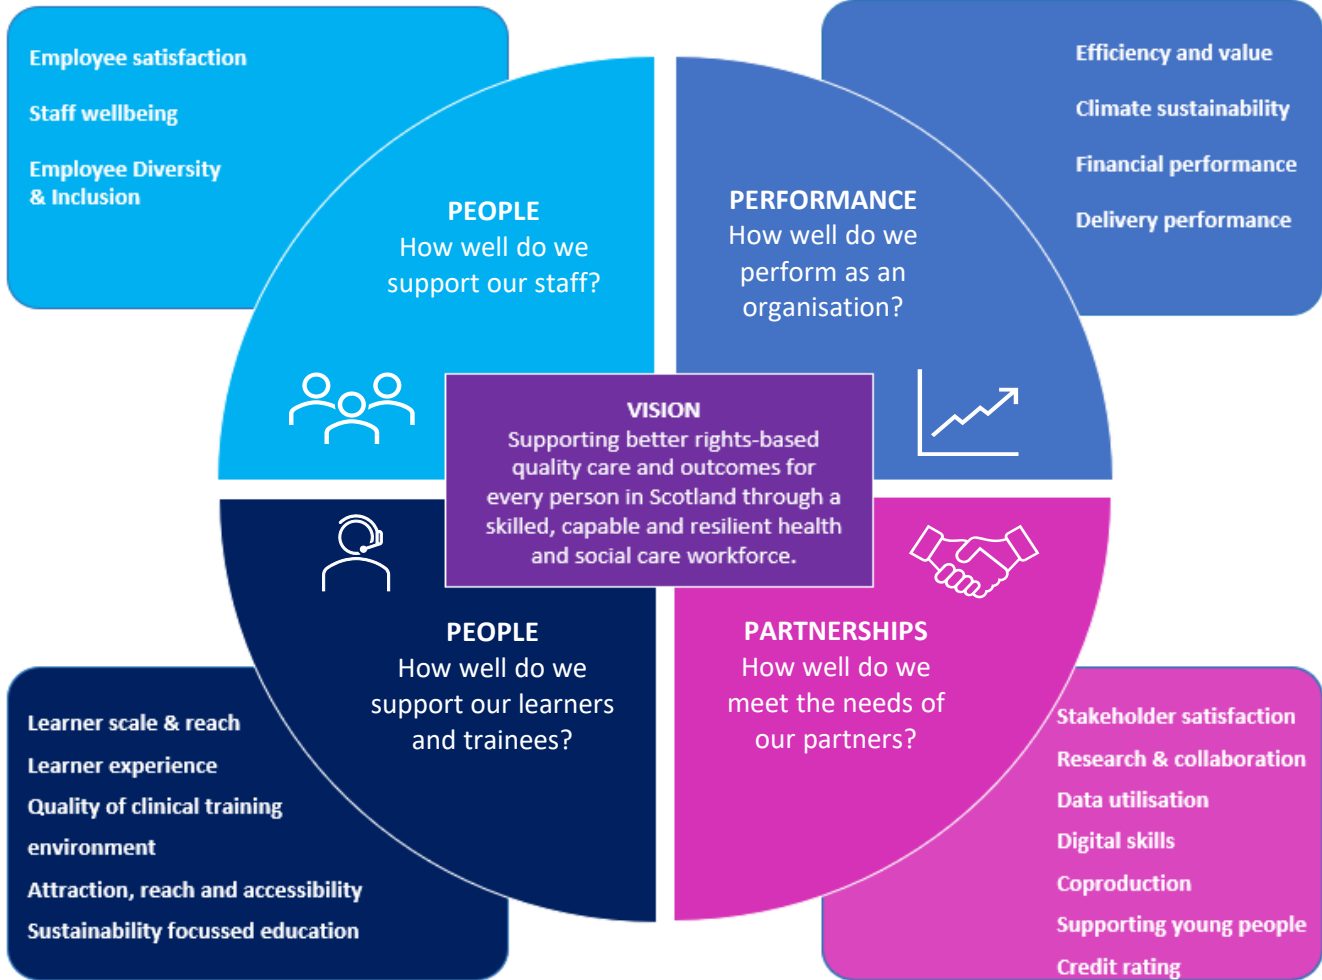 Employee satisfaction
Staff wellbeing
Employee Diversity
& Inclusion
PEOPLE
How well do we
support our staff?
PERFORMANCE
How well do we
perform as an
organisation?
Efficiency and value
Climate sustainability
Financial performance
Delivery performance
VISION
Supporting better rights-based
quality care and outcomes for
every person in Scotland through a
skilled, capable and resilient health
and social care workforce.
PEOPLE
How well do we
support our learners
and trainees?
PARTNERSHIPS
How well do we
meet the needs of
our partners?
Learner scale & reach
Learner experience
Quality of clinical training
environment
Attraction, reach and accessibility
Sustainability focussed education
Stakeholder satisfaction
Research & collaboration
Data utilisation
Digital skills
Coproduction
Supporting young people
Credit rating